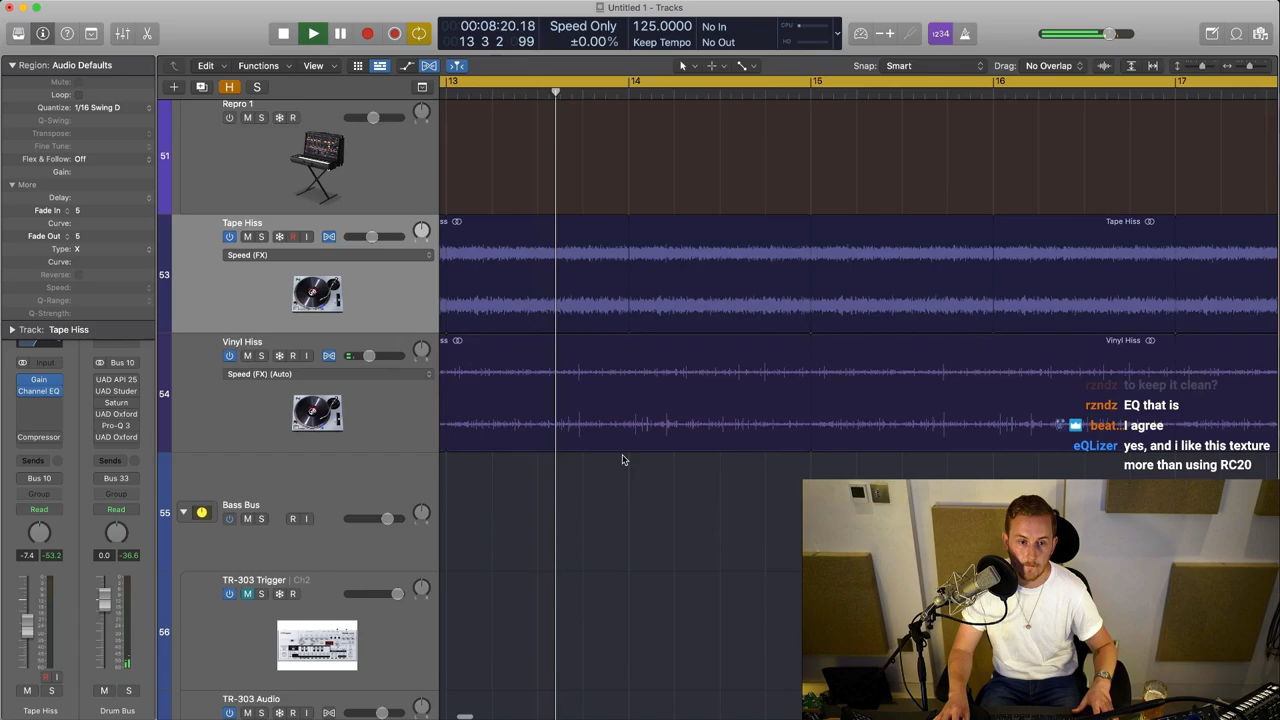 Untitled 1 - Tracks
00:08:20.18
13 3 2 99
Speed Only
±0.00%
125.0000
Keep Tempo
No In
No Out
CPU
HD
1234
Region: Audio Defaults
Mute:
Loop:
Quantize: 1/16 Swing D
Q-Swing:
Transpose:
Fine Tune:
Flex & Follow: Off
Gain:
More
Delay:
Fade In 5
Curve:
Fade Out 5
Type: X
Curve:
Reverse:
Speed:
Q-Range:
Q-Strength:
Track: Tape Hiss
Input
Gain
Channel EQ
Compressor
Sends
Bus 10
Group
Read
-7.4 -53.2
R I
M S
Tape Hiss
Bus 10
UAD API 25
UAD Studer
Saturn
UAD Oxford
Pro-Q 3
UAD Oxford
Sends
Bus 33
Group
Read
0.0 -36.6
M S
Drum Bus
Edit Functions View
Snap: Smart
Drag: No Overlap
H S
13 14 15 16 17
51
Repro 1
M S R
53
Tape Hiss
M S R I
Speed (FX)
ss
Tape Hiss
54
Vinyl Hiss
M S R I
Speed (FX) (Auto)
ss
Vinyl Hiss
55
Bass Bus
M S R I
56
TR-303 Trigger | Ch2
M S R
TR-303 Audio
M S R I
to keep it clean?
rzndz EQ that is
beat... I agree
eQLizer yes, and i like this texture
more than using RC20